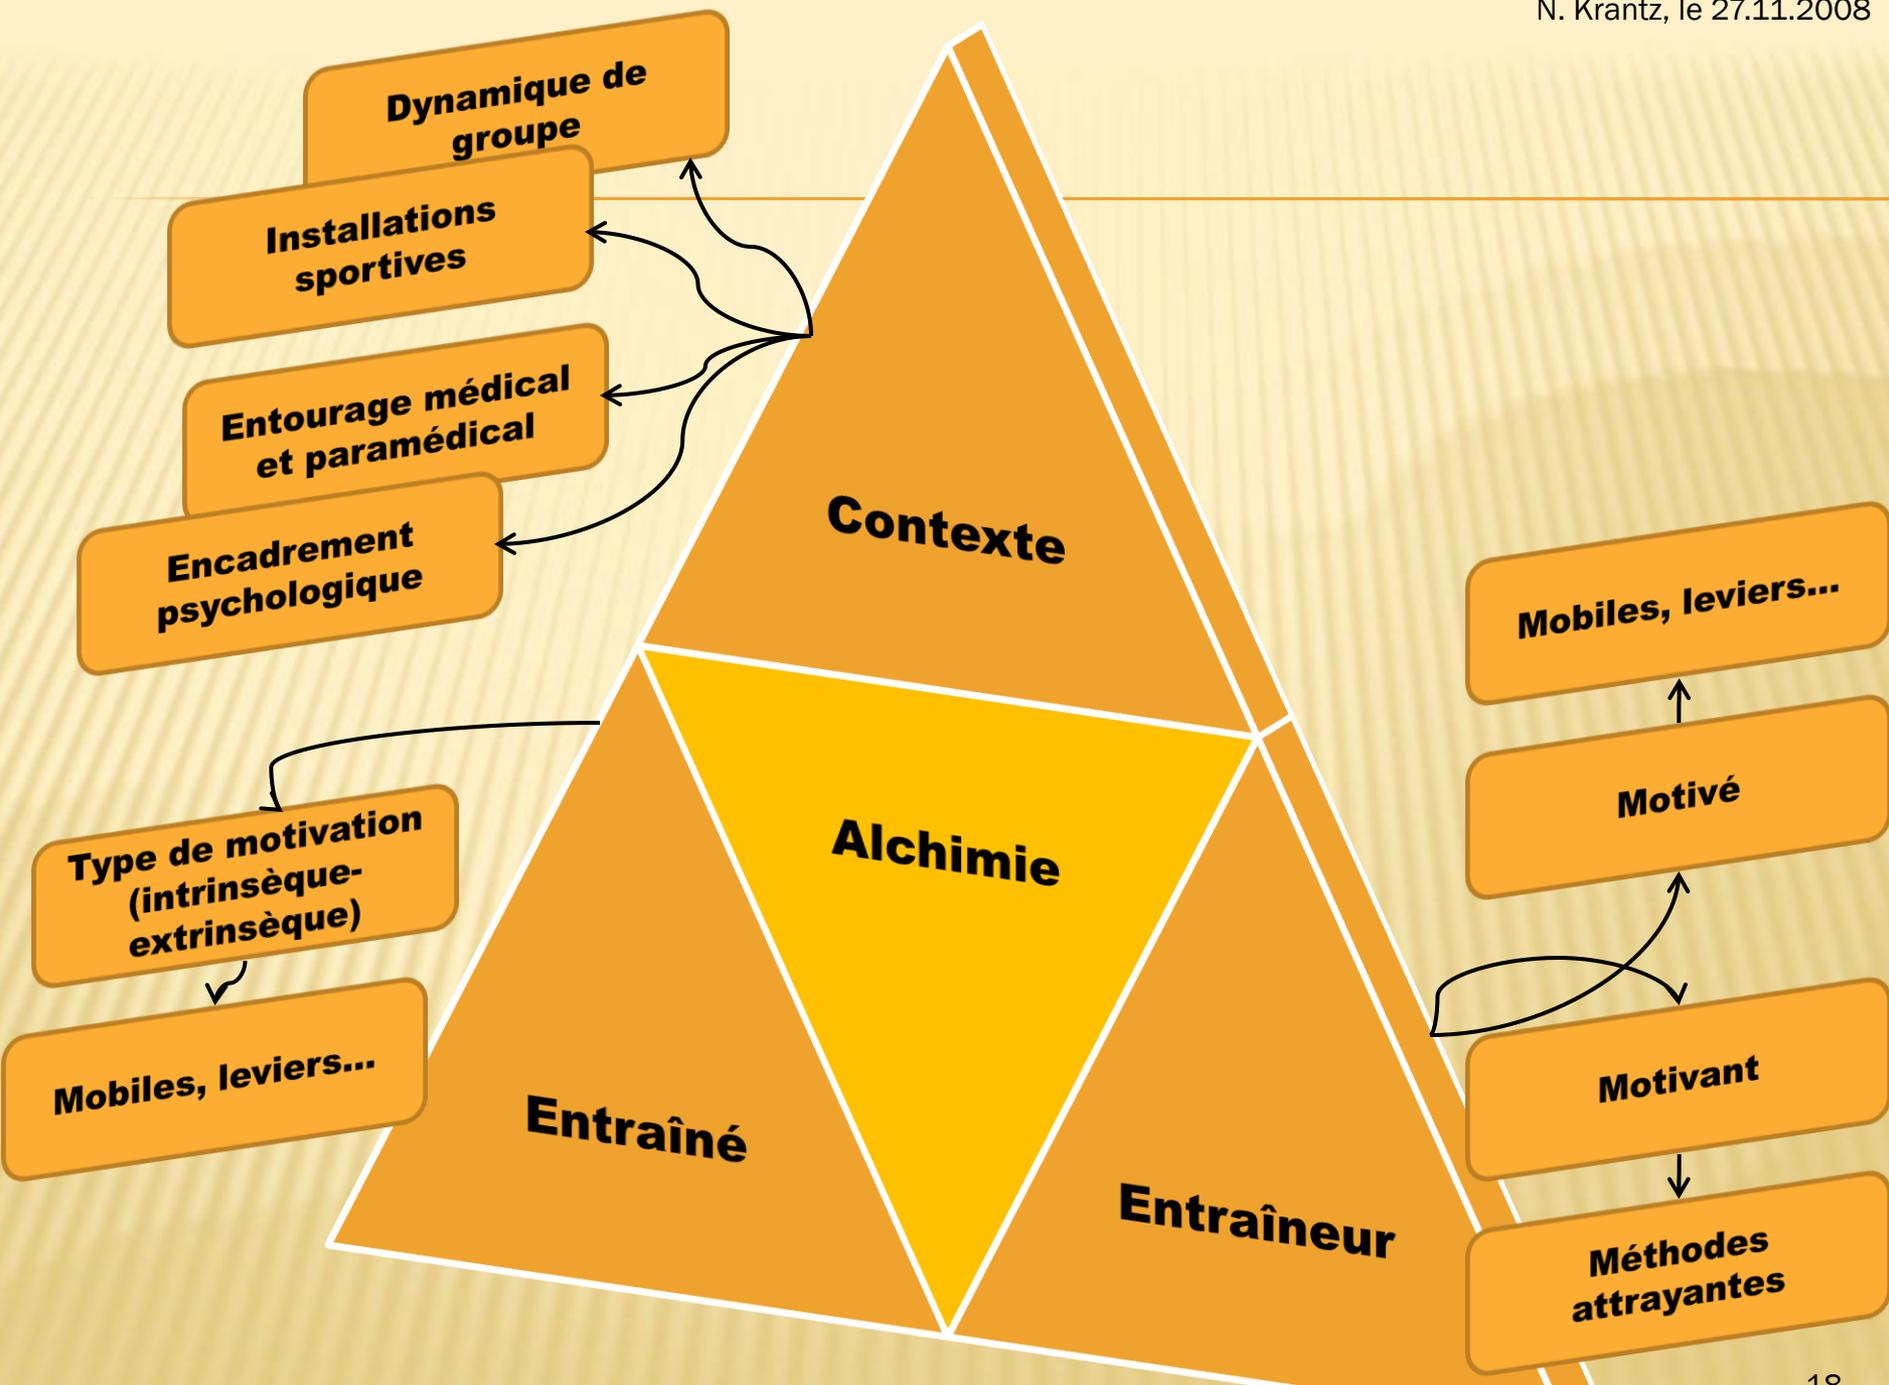 N. Krantz, le 27.11.2008
Dynamique de
groupe
Installations
sportives
Entourage médical
et paramédical
Encadrement
psychologique
Contexte
Mobiles, leviers...
Motivé
Type de motivation
(intrinsèque-
extrinsèque)
Alchimie
Mobiles, leviers...
Motivant
Entraîné
Entraîneur
Méthodes
attrayantes
18